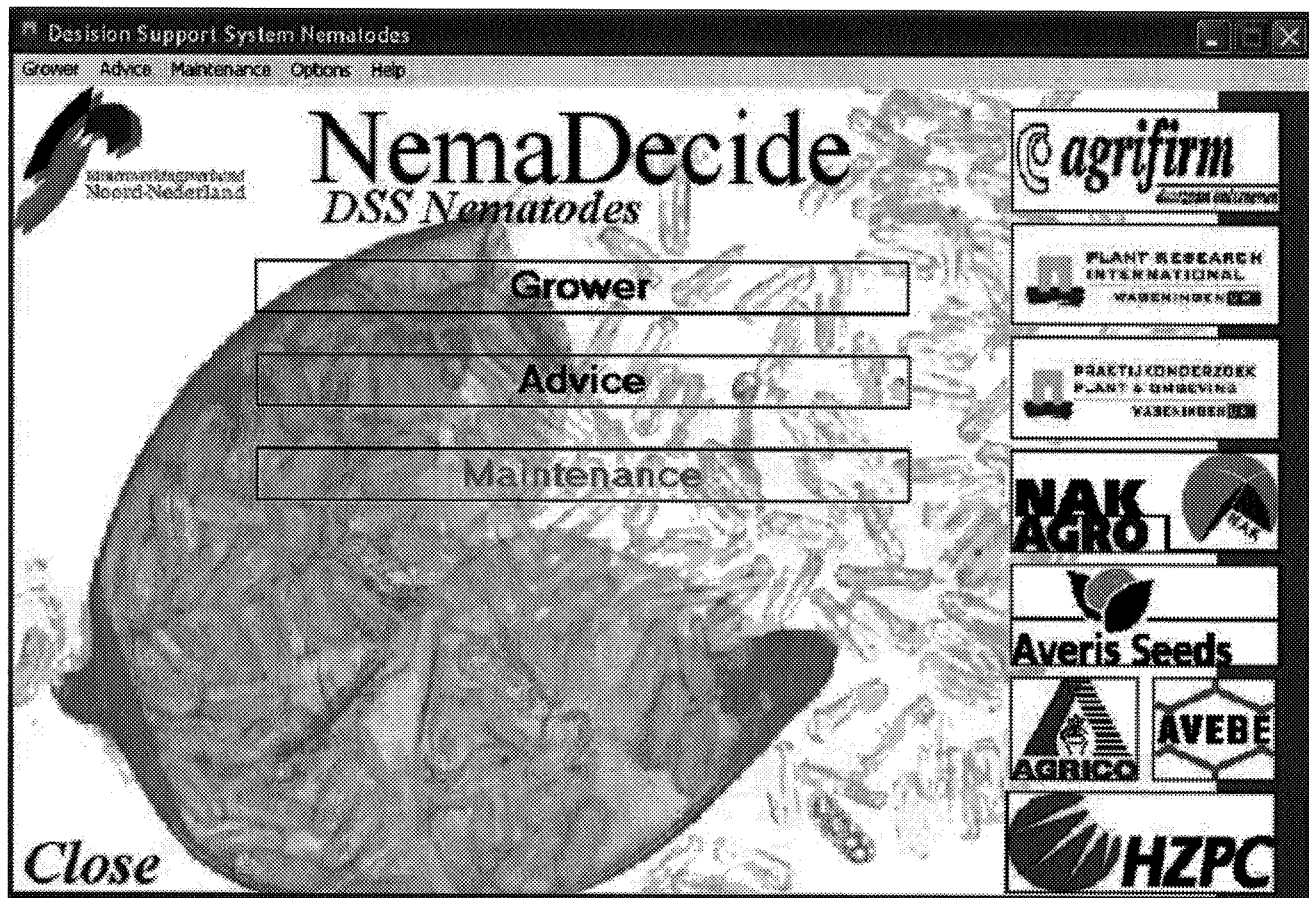 Desision Support System Nematodes
Grower Advice Maintenance Options Help
Noord-Nederland
NemaDecide
DSS Nematodes
Grower
Advice
Maintenance
Close
agrifirm
PLANT RESEARCH
INTERNATIONAL
WAGENINGEN UR
PRAKTIJKONDERZOEK
PLANT & OMGEVING
WAGENINGEN UR
NAK
AGRO
NAK
Averis Seeds
AGRICO
AVEBE
HZPC